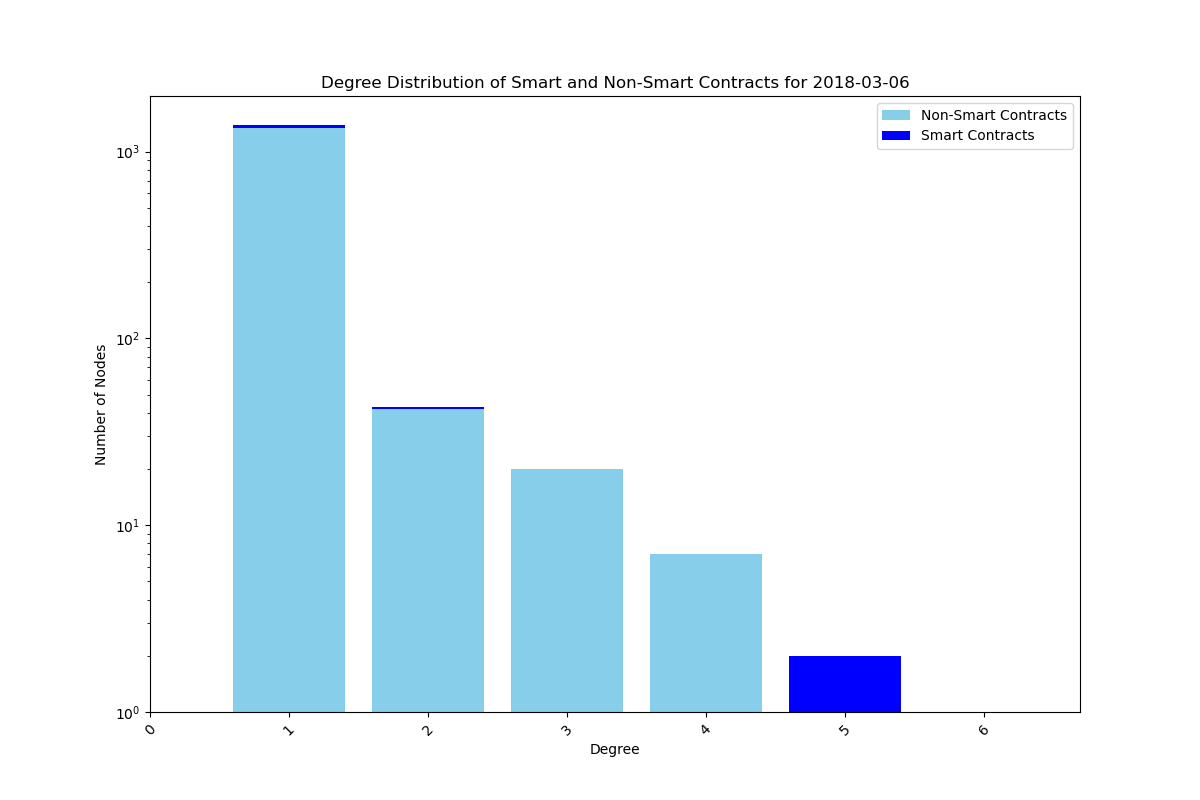 Degree Distribution of Smart and Non-Smart Contracts for 2018-03-06
Non-Smart Contracts
Smart Contracts
10³
10²
10¹
10⁰
Number of Nodes
0 1 2 3 4 5 6
Degree